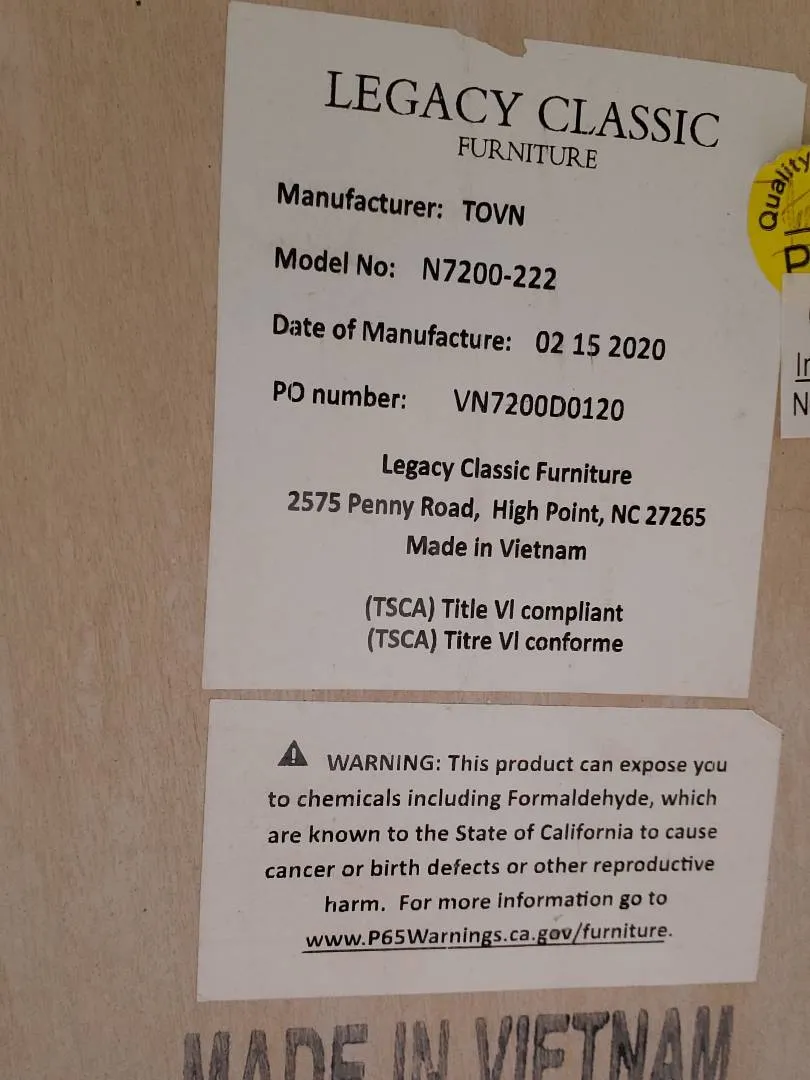 LEGACY CLASSIC
FURNITURE
Manufacturer: TOVN
Model No: N7200-222
Date of Manufacture: 02 15 2020
PO number: VN7200D0120
Legacy Classic Furniture
2575 Penny Road, High Point, NC 27265
Made in Vietnam
(TSCA) Title VI compliant
(TSCA) Titre VI conforme
Quality
WARNING: This product can expose you
to chemicals including Formaldehyde, which
are known to the State of California to cause
cancer or birth defects or other reproductive
harm. For more information go to
www.P65Warnings.ca.gov/furniture.
MADE IN VIETNAM